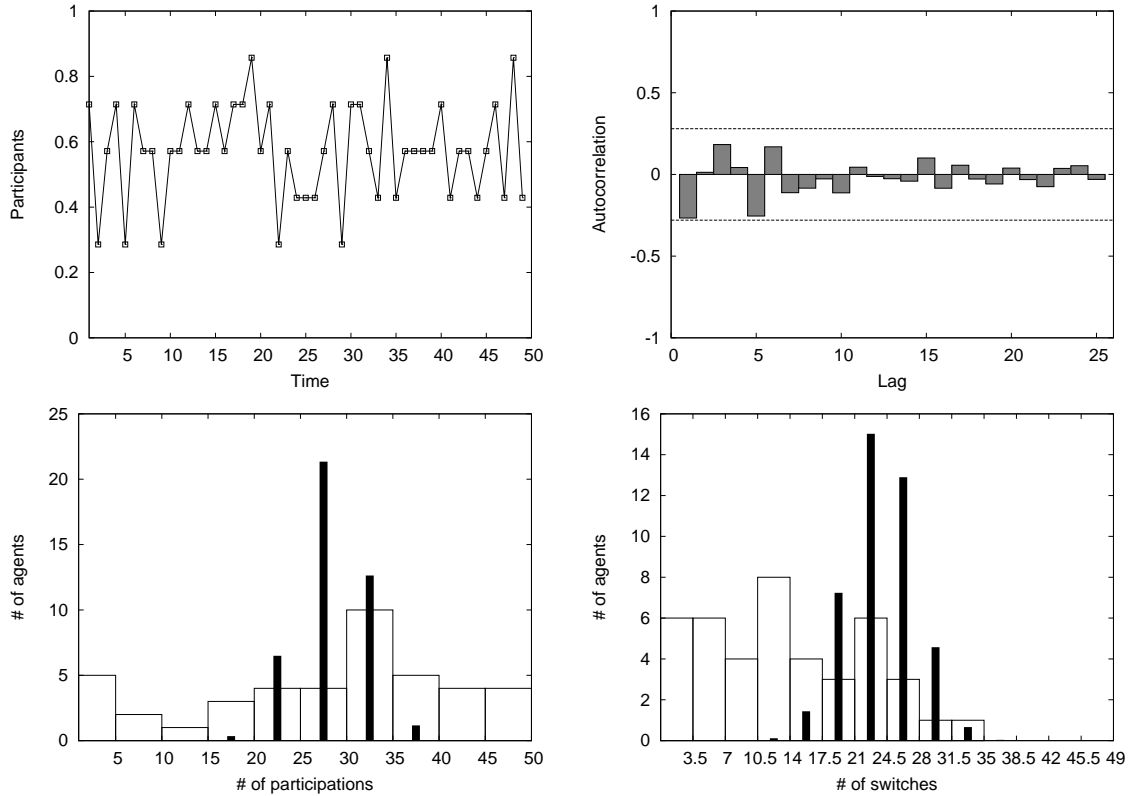 1
0.8
0.6
0.4
0.2
0
5 10 15 20 25 30 35 40 45 50
Participants
Time
1
0.5
0
-0.5
-1
0 5 10 15 20 25
Autocorrelation
Lag
25
20
15
10
5
0
5 10 15 20 25 30 35 40 45 50
# of agents
# of participations
16
14
12
10
8
6
4
2
0
3.5 7 10.5 14 17.5 21 24.5 28 31.5 35 38.5 42 45.5 49
# of agents
# of switches